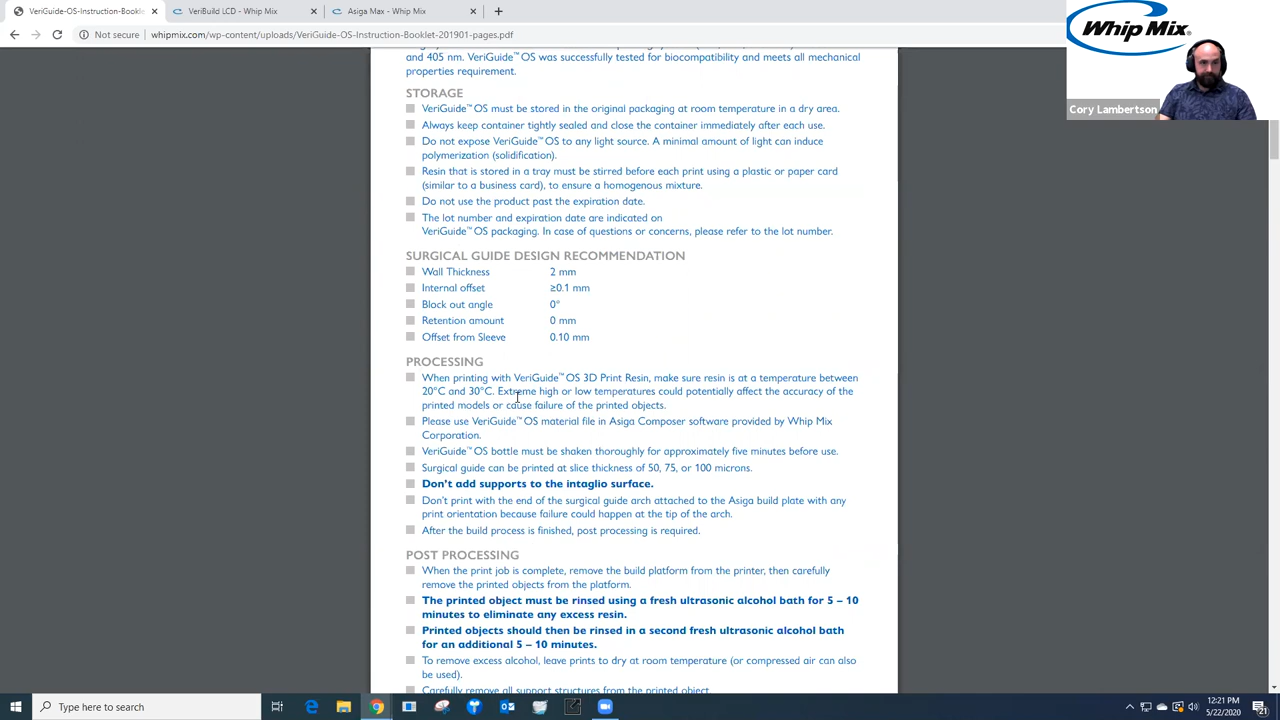 VeriGuide-OS-Instruction-Bookle
VeriBuild LCD - Whip Mix
Asiga Max - Whip Mix
Not secure
whipmix.com/wp-content/uploads/VeriGuide-OS-Instruction-Booklet-201901-pages.pdf
Whip Mix®
Cory Lambertson
and 405 nm. VeriGuide™ OS was successfully tested for biocompatibility and meets all mechanical
properties requirement.
STORAGE
VeriGuide™ OS must be stored in the original packaging at room temperature in a dry area.
Always keep container tightly sealed and close the container immediately after each use.
Do not expose VeriGuide™ OS to any light source. A minimal amount of light can induce
polymerization (solidification).
Resin that is stored in a tray must be stirred before each print using a plastic or paper card
(similar to a business card), to ensure a homogenous mixture.
Do not use the product past the expiration date.
The lot number and expiration date are indicated on
VeriGuide™ OS packaging. In case of questions or concerns, please refer to the lot number.
SURGICAL GUIDE DESIGN RECOMMENDATION
Wall Thickness 2 mm
Internal offset ≥0.1 mm
Block out angle 0°
Retention amount 0 mm
Offset from Sleeve 0.10 mm
PROCESSING
When printing with VeriGuide™ OS 3D Print Resin, make sure resin is at a temperature between
20°C and 30°C. Extreme high or low temperatures could potentially affect the accuracy of the
printed models or cause failure of the printed objects.
Please use VeriGuide™ OS material file in Asiga Composer software provided by Whip Mix
Corporation.
VeriGuide™ OS bottle must be shaken thoroughly for approximately five minutes before use.
Surgical guide can be printed at slice thickness of 50, 75, or 100 microns.
Don't add supports to the intaglio surface.
Don't print with the end of the surgical guide arch attached to the Asiga build plate with any
print orientation because failure could happen at the tip of the arch.
After the build process is finished, post processing is required.
POST PROCESSING
When the print job is complete, remove the build platform from the printer, then carefully
remove the printed objects from the platform.
The printed object must be rinsed using a fresh ultrasonic alcohol bath for 5 – 10
minutes to eliminate any excess resin.
Printed objects should then be rinsed in a second fresh ultrasonic alcohol bath
for an additional 5 – 10 minutes.
To remove excess alcohol, leave prints to dry at room temperature (or compressed air can also
be used).
Carefully remove all support structures from the printed object
Type here to search
12:21 PM
5/22/2020
21